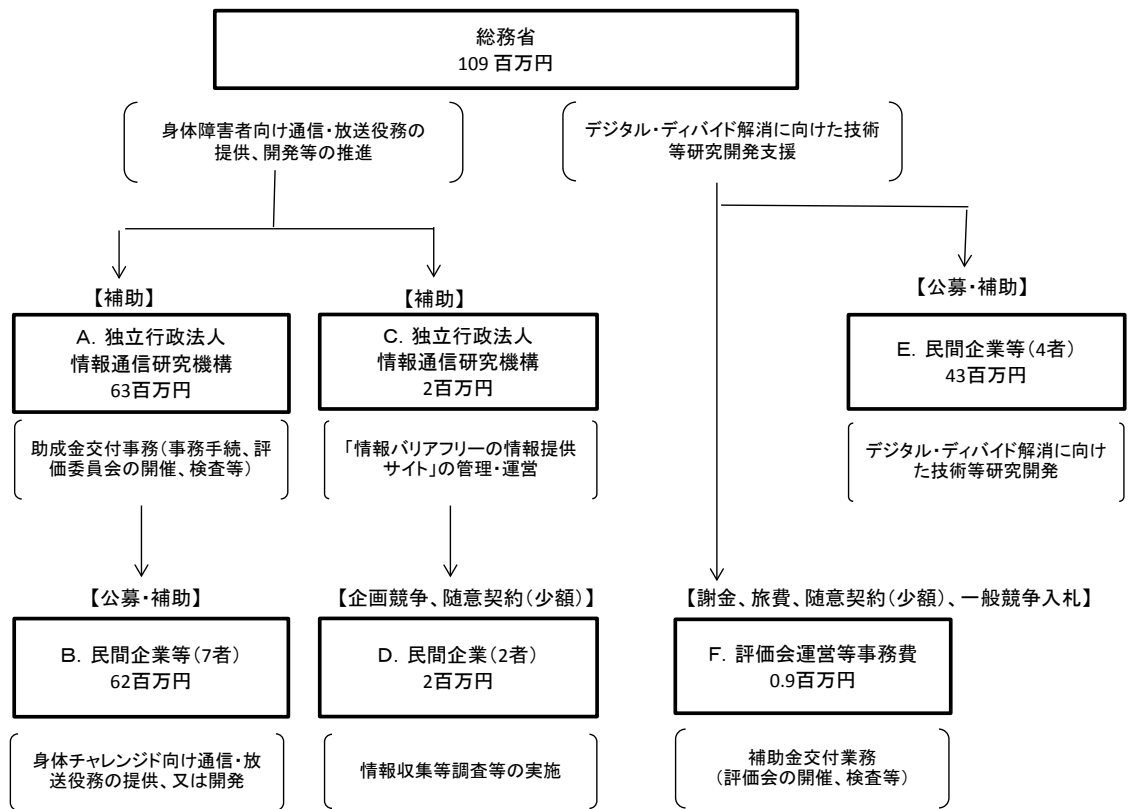 総務省
109 百万円
身体障害者向け通信・放送役務の
提供、開発等の推進
デジタル・ディバイド解消に向けた技術
等研究開発支援
【補助】
A. 独立行政法人
情報通信研究機構
63百万円
助成金交付事務(事務手続、評
価委員会の開催、検査等)
【補助】
C. 独立行政法人
情報通信研究機構
2百万円
「情報バリアフリーの情報提供
サイト」の管理・運営
【公募・補助】
E. 民間企業等(4者)
43百万円
デジタル・ディバイド解消に向け
た技術等研究開発
【公募・補助】
B. 民間企業等(7者)
62百万円
身体チャレンジド向け通信・放
送役務の提供、又は開発
【企画競争、随意契約(少額)】
D. 民間企業(2者)
2百万円
情報収集等調査等の実施
【謝金、旅費、随意契約(少額)、一般競争入札】
F. 評価会運営等事務費
0.9百万円
補助金交付業務
(評価会の開催、検査等)